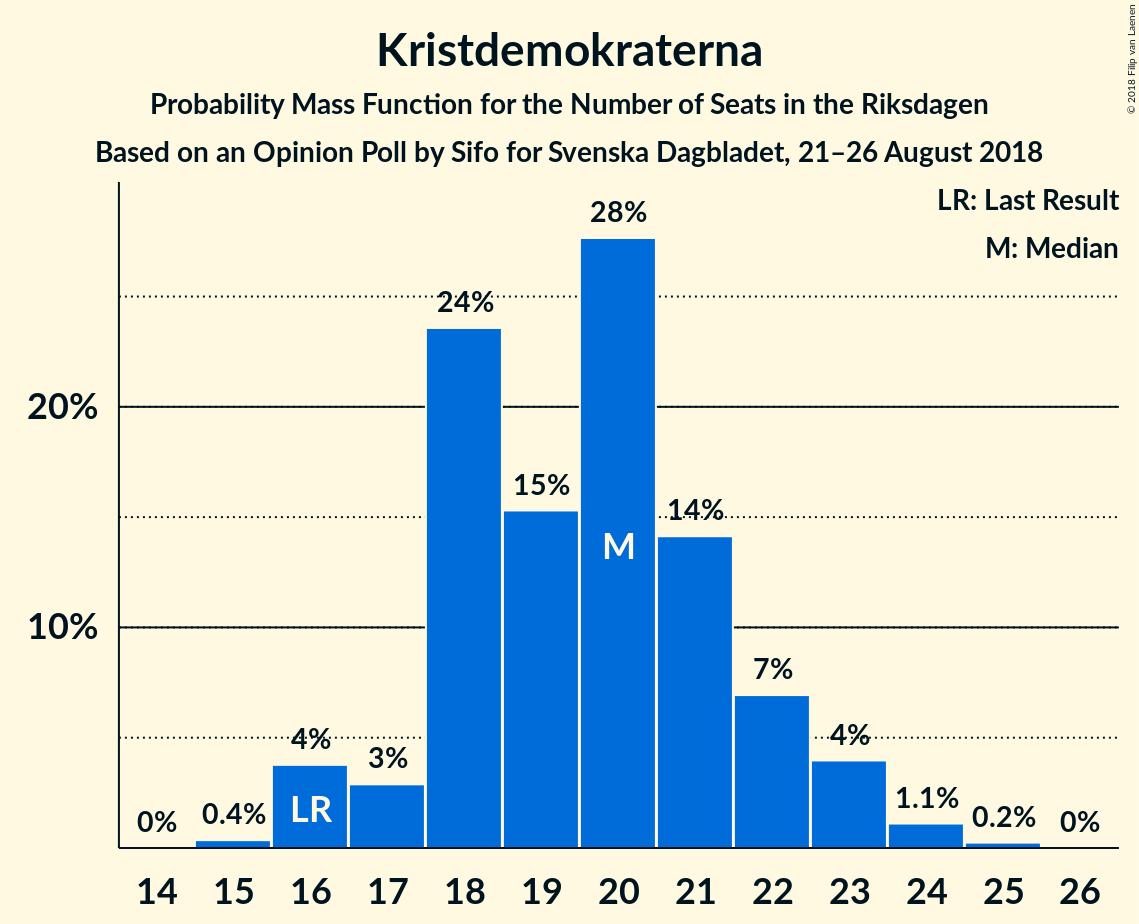 Kristdemokraterna
Probability Mass Function for the Number of Seats in the Riksdagen
Based on an Opinion Poll by Sifo for Svenska Dagbladet, 21–26 August 2018
© 2018 Filip van Laenen
LR: Last Result
M: Median
20%
10%
0%
0.4%
4%
3%
24%
15%
28%
14%
7%
4%
1.1%
0.2%
0%
LR
M
14 15 16 17 18 19 20 21 22 23 24 25 26